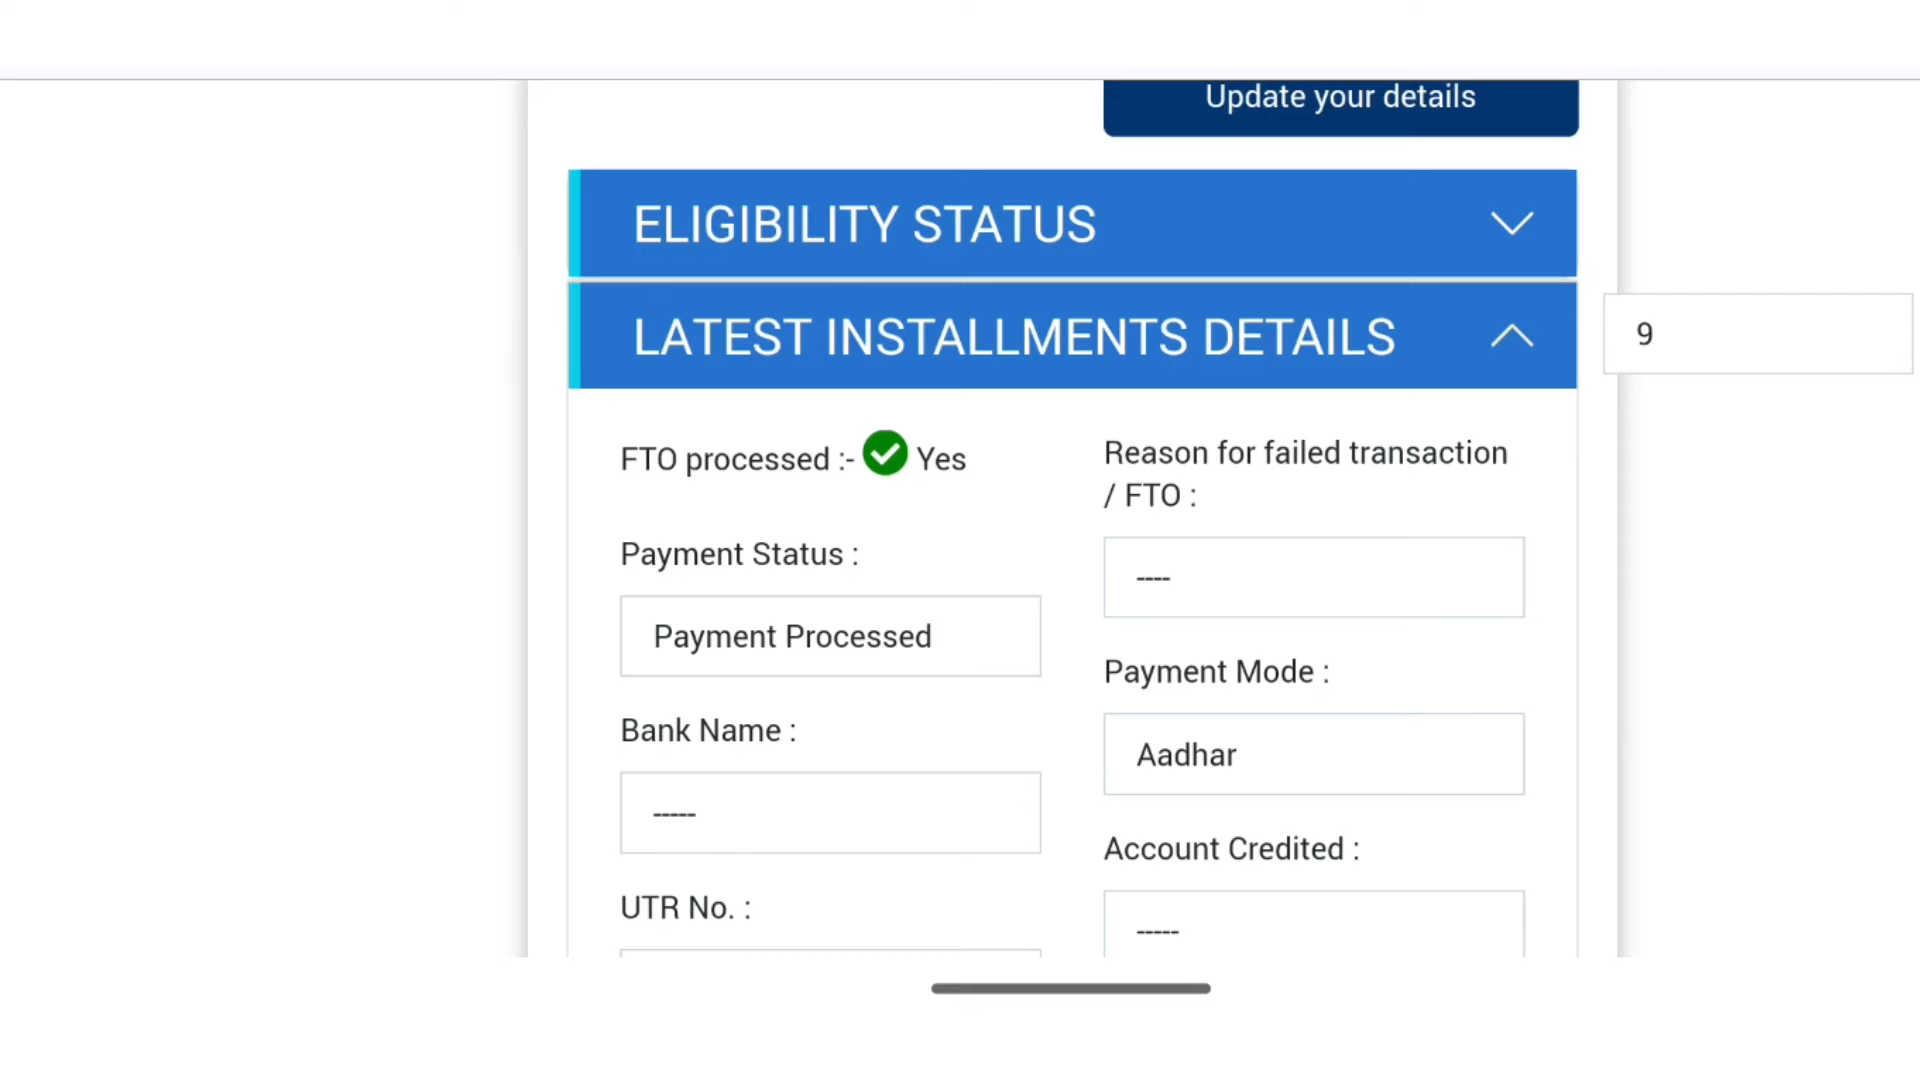 Update your details
ELIGIBILITY STATUS
LATEST INSTALLMENTS DETAILS
9
FTO processed :- Yes
Reason for failed transaction
/ FTO :
----
Payment Status :
Payment Processed
Payment Mode :
Aadhar
Bank Name :
-----
Account Credited :
-----
UTR No. :